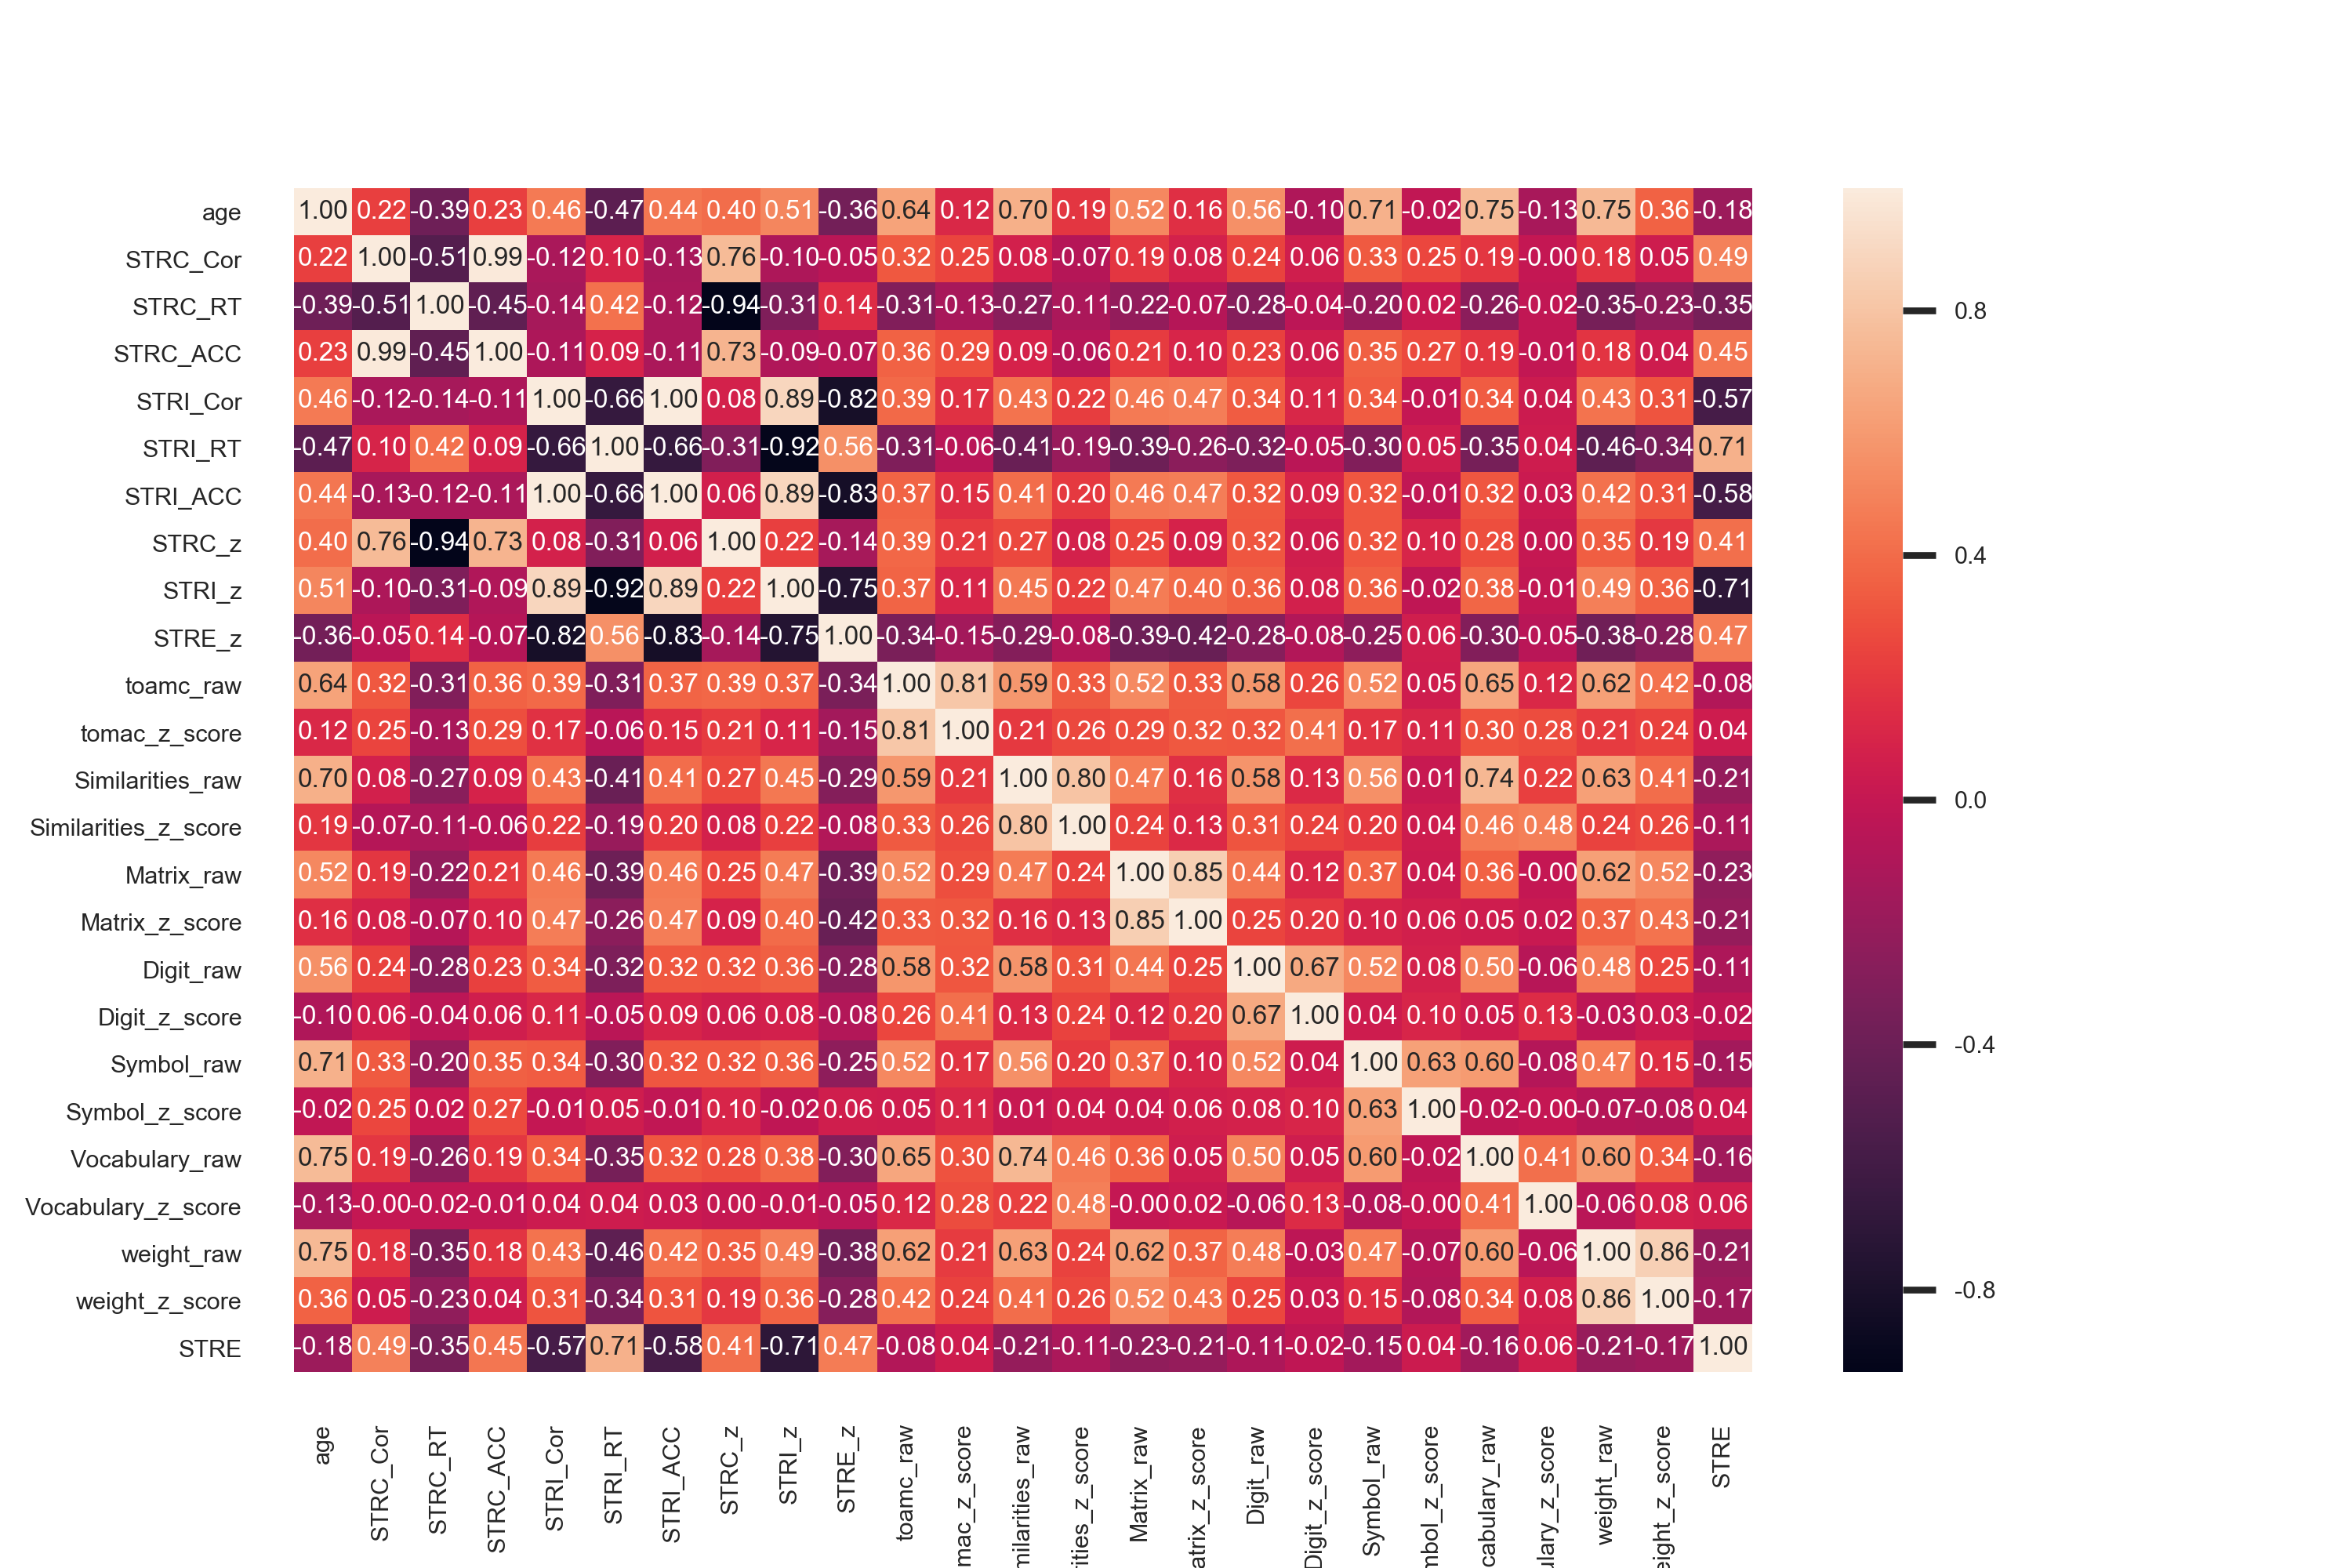 age 1.00 0.22 -0.39 0.23 0.46 -0.47 0.44 0.40 0.51 -0.36 0.64 0.12 0.70 0.19 0.52 0.16 0.56 -0.10 0.71 -0.02 0.75 -0.13 0.75 0.36 -0.18
STRC_Cor 0.22 1.00 -0.51 0.99 -0.12 0.10 -0.13 0.76 -0.10 -0.05 0.32 0.25 0.08 -0.07 0.19 0.08 0.24 0.06 0.33 0.25 0.19 -0.00 0.18 0.05 0.49
STRC_RT -0.39 -0.51 1.00 -0.45 -0.14 0.42 -0.12 -0.94 -0.31 0.14 -0.31 -0.13 -0.27 -0.11 -0.22 -0.07 -0.28 -0.04 -0.20 0.02 -0.26 -0.02 -0.35 -0.23 -0.35
0.8
STRC_ACC 0.23 0.99 -0.45 1.00 -0.11 0.09 -0.11 0.73 -0.09 -0.07 0.36 0.29 0.09 -0.06 0.21 0.10 0.23 0.06 0.35 0.27 0.19 -0.01 0.18 0.04 0.45
STRI_Cor 0.46 -0.12 -0.14 -0.11 1.00 -0.66 1.00 0.08 0.89 -0.82 0.39 0.17 0.43 0.22 0.46 0.47 0.34 0.11 0.34 -0.01 0.34 0.04 0.43 0.31 -0.57
STRI_RT -0.47 0.10 0.42 0.09 -0.66 1.00 -0.66 -0.31 -0.92 0.56 -0.31 -0.06 -0.41 -0.19 -0.39 -0.26 -0.32 -0.05 -0.30 0.05 -0.35 0.04 -0.46 -0.34 0.71
STRI_ACC 0.44 -0.13 -0.12 -0.11 1.00 -0.66 1.00 0.06 0.89 -0.83 0.37 0.15 0.41 0.20 0.46 0.47 0.32 0.09 0.32 -0.01 0.32 0.03 0.42 0.31 -0.58
STRC_z 0.40 0.76 -0.94 0.73 0.08 -0.31 0.06 1.00 0.22 -0.14 0.39 0.21 0.27 0.08 0.25 0.09 0.32 0.06 0.32 0.10 0.28 0.00 0.35 0.19 0.41
0.4
STRI_z 0.51 -0.10 -0.31 -0.09 0.89 -0.92 0.89 0.22 1.00 -0.75 0.37 0.11 0.45 0.22 0.47 0.40 0.36 0.08 0.36 -0.02 0.38 -0.01 0.49 0.36 -0.71
STRE_z -0.36 -0.05 0.14 -0.07 -0.82 0.56 -0.83 -0.14 -0.75 1.00 -0.34 -0.15 -0.29 -0.08 -0.39 -0.42 -0.28 -0.08 -0.25 0.06 -0.30 -0.05 -0.38 -0.28 0.47
toamc_raw 0.64 0.32 -0.31 0.36 0.39 -0.31 0.37 0.39 0.37 -0.34 1.00 0.81 0.59 0.33 0.52 0.33 0.58 0.26 0.52 0.05 0.65 0.12 0.62 0.42 -0.08
tomac_z_score 0.12 0.25 -0.13 0.29 0.17 -0.06 0.15 0.21 0.11 -0.15 0.81 1.00 0.21 0.26 0.29 0.32 0.32 0.41 0.17 0.11 0.30 0.28 0.21 0.24 0.04
Similarities_raw 0.70 0.08 -0.27 0.09 0.43 -0.41 0.41 0.27 0.45 -0.29 0.59 0.21 1.00 0.80 0.47 0.16 0.58 0.13 0.56 0.01 0.74 0.22 0.63 0.41 -0.21
0.0
Similarities_z_score 0.19 -0.07 -0.11 -0.06 0.22 -0.19 0.20 0.08 0.22 -0.08 0.33 0.26 0.80 1.00 0.24 0.13 0.31 0.24 0.20 0.04 0.46 0.48 0.24 0.26 -0.11
Matrix_raw 0.52 0.19 -0.22 0.21 0.46 -0.39 0.46 0.25 0.47 -0.39 0.52 0.29 0.47 0.24 1.00 0.85 0.44 0.12 0.37 0.04 0.36 -0.00 0.62 0.52 -0.23
Matrix_z_score 0.16 0.08 -0.07 0.10 0.47 -0.26 0.47 0.09 0.40 -0.42 0.33 0.32 0.16 0.13 0.85 1.00 0.25 0.20 0.10 0.06 0.05 0.02 0.37 0.43 -0.21
Digit_raw 0.56 0.24 -0.28 0.23 0.34 -0.32 0.32 0.32 0.36 -0.28 0.58 0.32 0.58 0.31 0.44 0.25 1.00 0.67 0.52 0.08 0.50 -0.06 0.48 0.25 -0.11
Digit_z_score -0.10 0.06 -0.04 0.06 0.11 -0.05 0.09 0.06 0.08 -0.08 0.26 0.41 0.13 0.24 0.12 0.20 0.67 1.00 0.04 0.10 0.05 0.13 -0.03 0.03 -0.02
-0.4
Symbol_raw 0.71 0.33 -0.20 0.35 0.34 -0.30 0.32 0.32 0.36 -0.25 0.52 0.17 0.56 0.20 0.37 0.10 0.52 0.04 1.00 0.63 0.60 -0.08 0.47 0.15 -0.15
Symbol_z_score -0.02 0.25 0.02 0.27 -0.01 0.05 -0.01 0.10 -0.02 0.06 0.05 0.11 0.01 0.04 0.04 0.06 0.08 0.10 0.63 1.00 -0.02 -0.00 -0.07 -0.08 0.04
Vocabulary_raw 0.75 0.19 -0.26 0.19 0.34 -0.35 0.32 0.28 0.38 -0.30 0.65 0.30 0.74 0.46 0.36 0.05 0.50 0.05 0.60 -0.02 1.00 0.41 0.60 0.34 -0.16
Vocabulary_z_score -0.13 -0.00 -0.02 -0.01 0.04 0.04 0.03 0.00 -0.01 -0.05 0.12 0.28 0.22 0.48 -0.00 0.02 -0.06 0.13 -0.08 -0.00 0.41 1.00 -0.06 0.08 0.06
weight_raw 0.75 0.18 -0.35 0.18 0.43 -0.46 0.42 0.35 0.49 -0.38 0.62 0.21 0.63 0.24 0.62 0.37 0.48 -0.03 0.47 -0.07 0.60 -0.06 1.00 0.86 -0.21
-0.8
weight_z_score 0.36 0.05 -0.23 0.04 0.31 -0.34 0.31 0.19 0.36 -0.28 0.42 0.24 0.41 0.26 0.52 0.43 0.25 0.03 0.15 -0.08 0.34 0.08 0.86 1.00 -0.17
STRE -0.18 0.49 -0.35 0.45 -0.57 0.71 -0.58 0.41 -0.71 0.47 -0.08 0.04 -0.21 -0.11 -0.23 -0.21 -0.11 -0.02 -0.15 0.04 -0.16 0.06 -0.21 -0.17 1.00
age
STRC_Cor
STRC_RT
STRC_ACC
STRI_Cor
STRI_RT
STRI_ACC
STRC_z
STRI_z
STRE_z
toamc_raw
mac_z_score
milarities_raw
rities_z_score
Matrix_raw
atrix_z_score
Digit_raw
Digit_z_score
Symbol_raw
mbol_z_score
cabulary_raw
ulary_z_score
weight_raw
eight_z_score
STRE